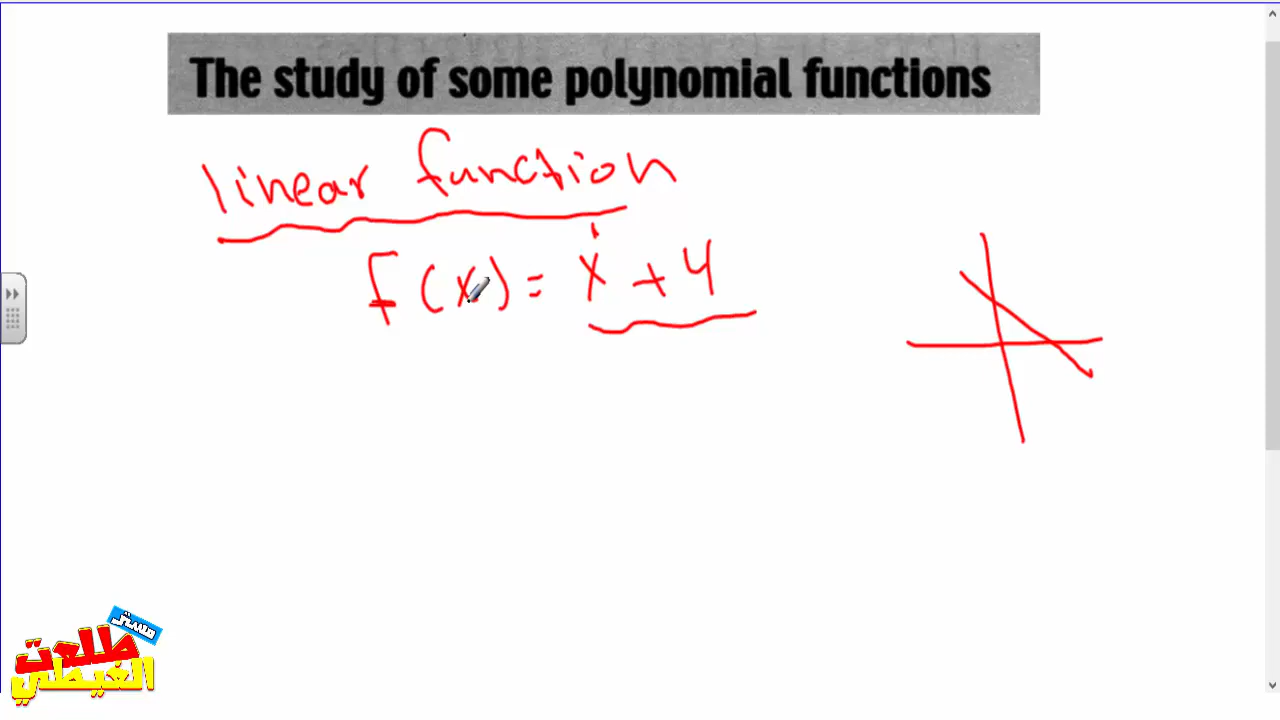 The study of some polynomial functions
linear function
f(x) = x + 4
مستر
طلعت
الغيطي